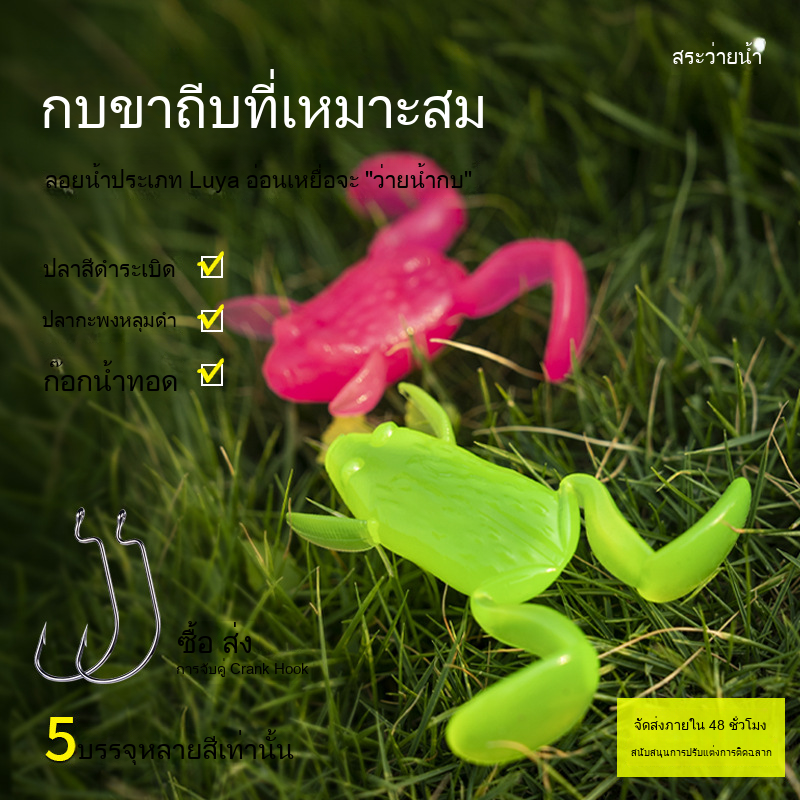 สระว่ายน้ำ
กบขาถีบที่เหมาะสม
ลอยน้ำประเภท Luya อ่อนเหยื่อจะ "ว่ายน้ำกบ"
ปลาสีดำระเบิด
ปลากะพงหลุมดำ
ก๊อกน้ำทอด
ซื้อ ส่ง
การจับคู่ Crank Hook
5บรรจุหลายสีเท่านั้น
จัดส่งภายใน 48 ชั่วโมง
สนับสนุนการปรับแต่งการติดฉลาก